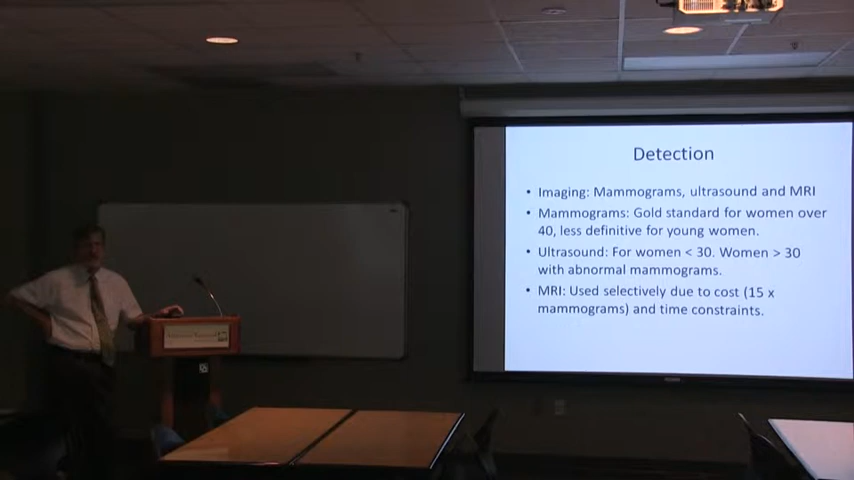 Detection
• Imaging: Mammograms, ultrasound and MRI
• Mammograms: Gold standard for women over
40, less definitive for young women.
• Ultrasound: For women < 30. Women > 30
with abnormal mammograms.
• MRI: Used selectively due to cost (15 x
mammograms) and time constraints.